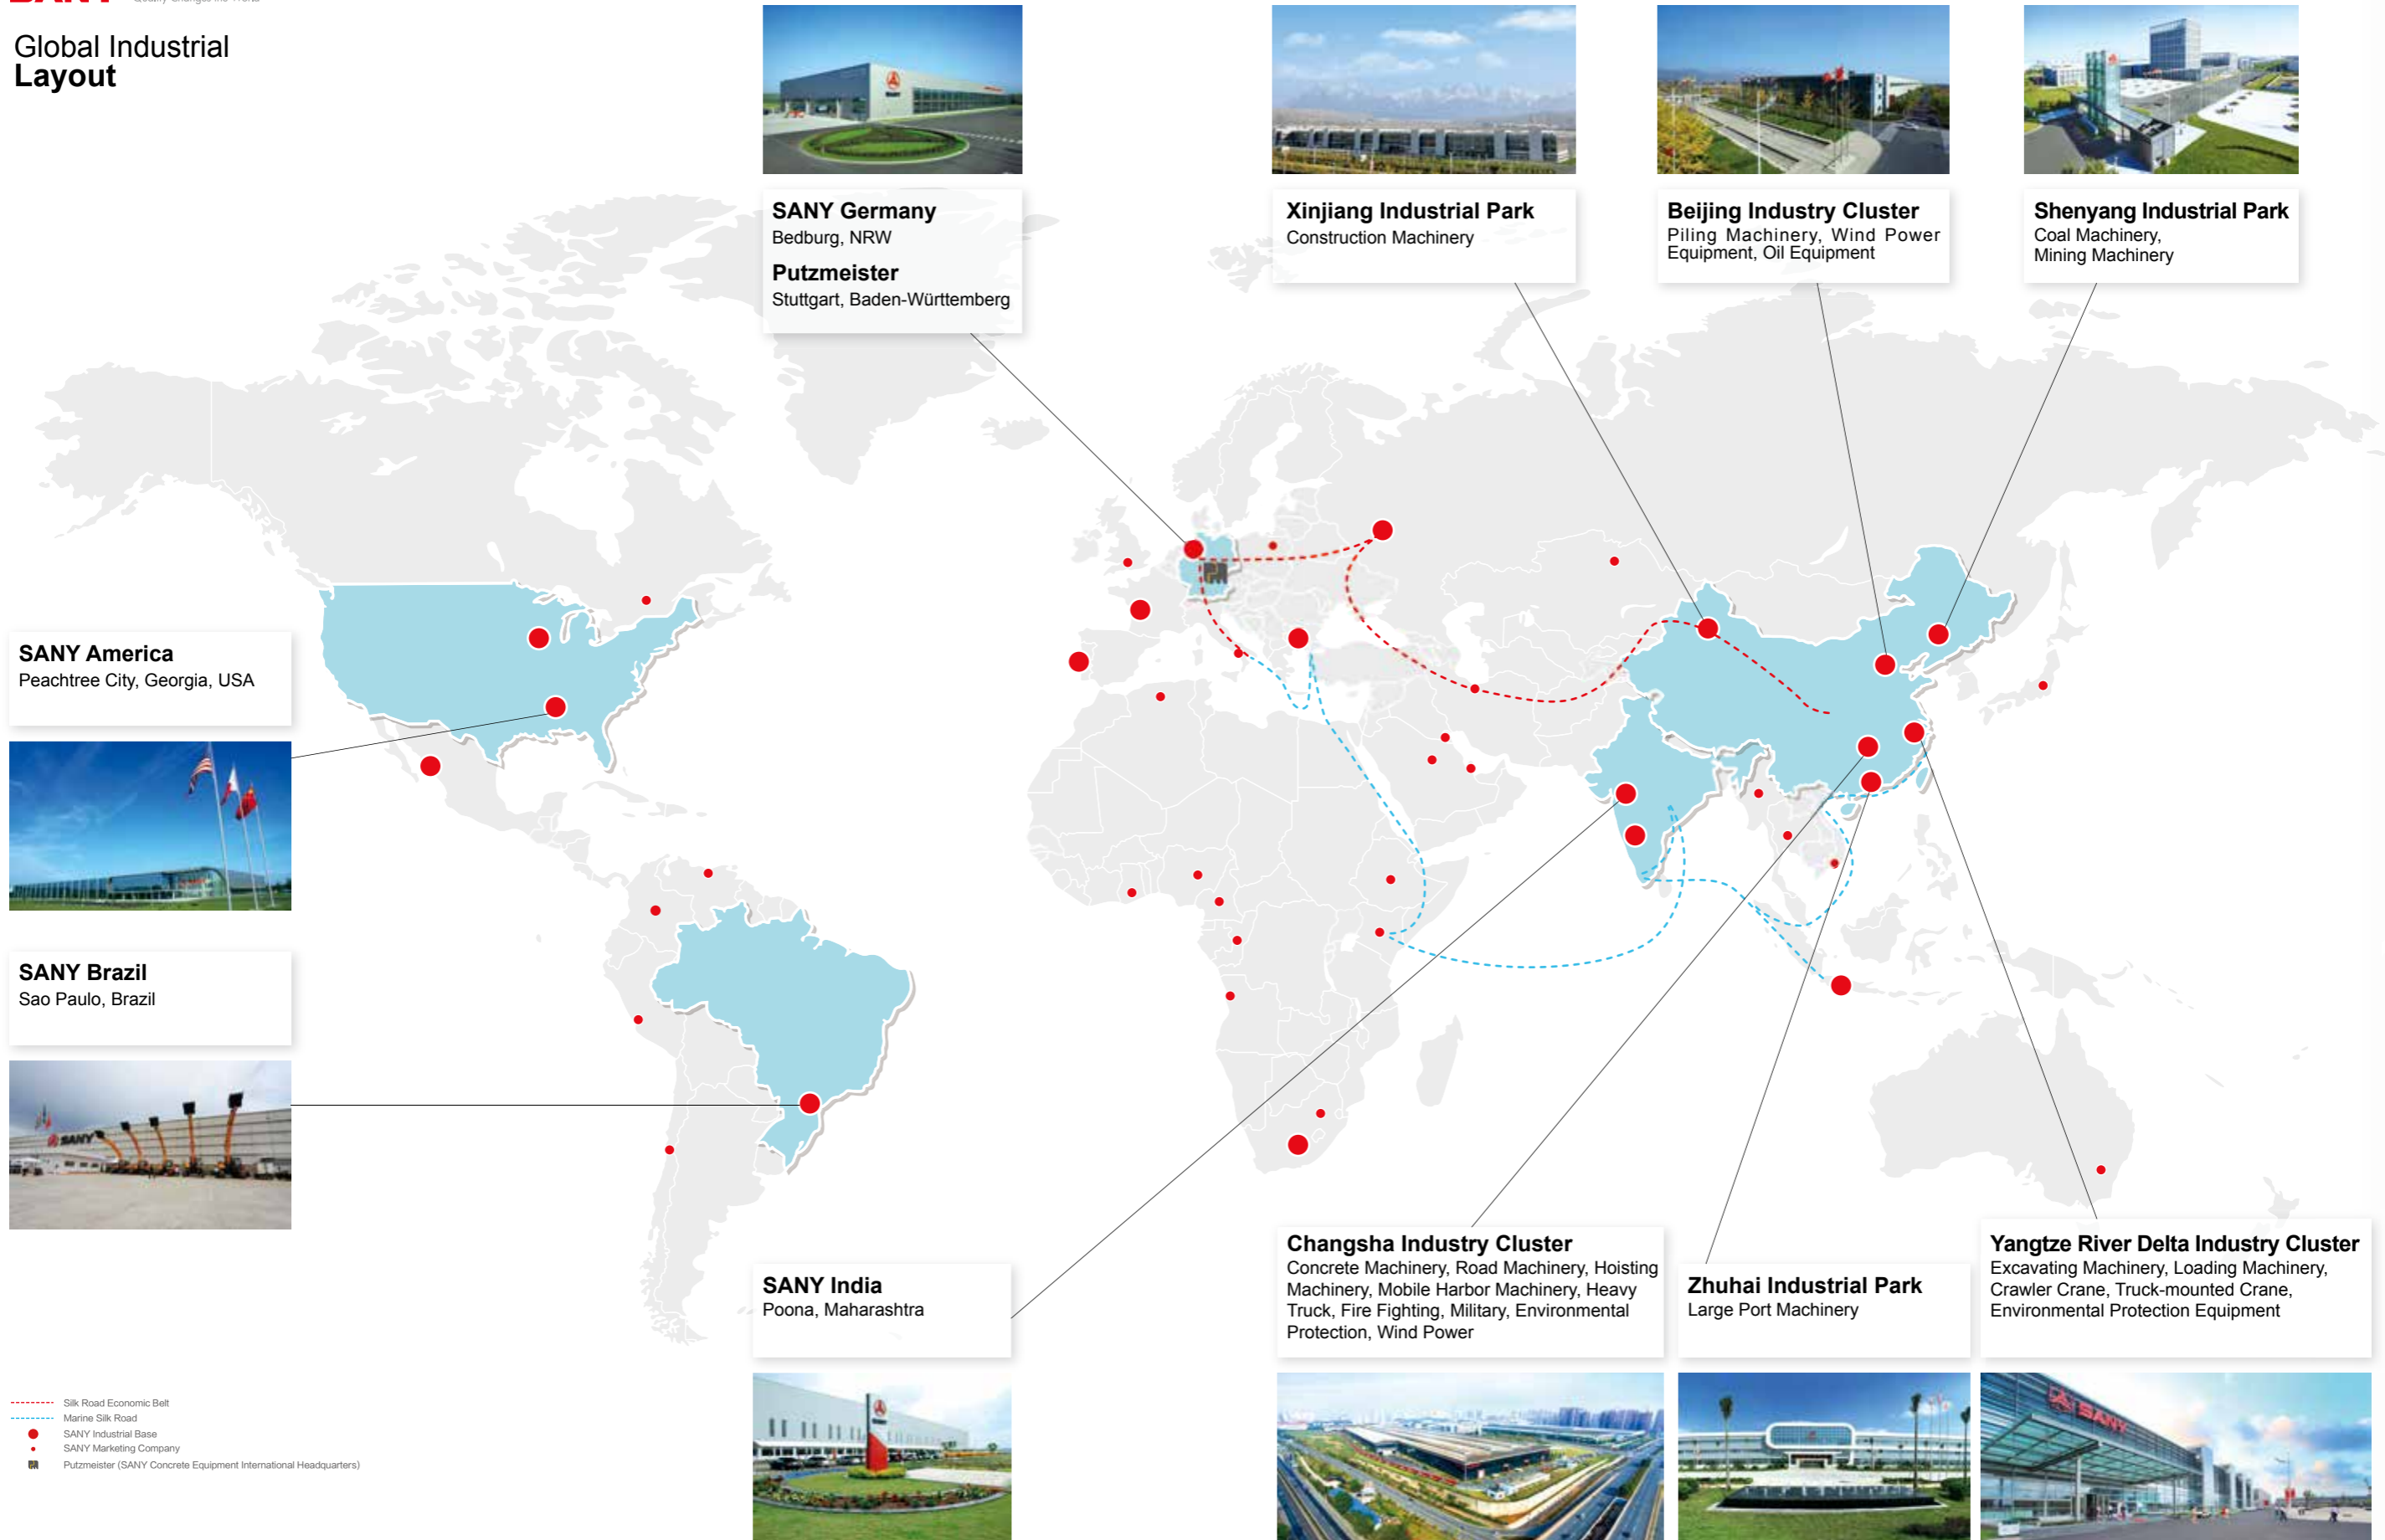 Global Industrial
Layout
SANY Germany
Bedburg, NRW
Putzmeister
Stuttgart, Baden-Württemberg
Xinjiang Industrial Park
Construction Machinery
Beijing Industry Cluster
Piling Machinery, Wind Power
Equipment, Oil Equipment
Shenyang Industrial Park
Coal Machinery,
Mining Machinery
SANY America
Peachtree City, Georgia, USA
SANY Brazil
Sao Paulo, Brazil
SANY
SANY India
Poona, Maharashtra
Changsha Industry Cluster
Concrete Machinery, Road Machinery, Hoisting
Machinery, Mobile Harbor Machinery, Heavy
Truck, Fire Fighting, Military, Environmental
Protection, Wind Power
Zhuhai Industrial Park
Large Port Machinery
Yangtze River Delta Industry Cluster
Excavating Machinery, Loading Machinery,
Crawler Crane, Truck-mounted Crane,
Environmental Protection Equipment
SANY
Silk Road Economic Belt
Marine Silk Road
SANY Industrial Base
SANY Marketing Company
Putzmeister (SANY Concrete Equipment International Headquarters)